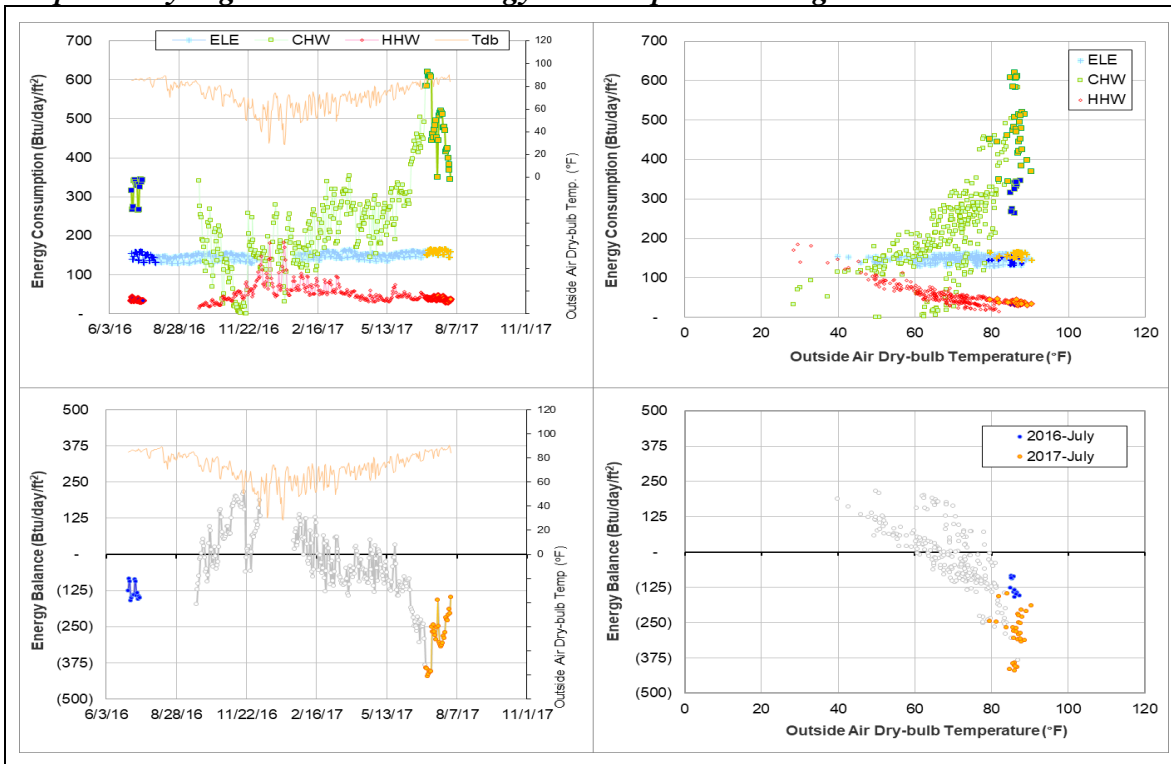 ELE CHW HHW Tdb
700
600
500
400
300
200
100
-
Energy Consumption (Btu/day/ft²)
120
100
80
60
40
20
0
Outside Air Dry-bulb Temp. (°F)
6/3/16 8/28/16 11/22/16 2/16/17 5/13/17 8/7/17 11/1/17
700
600
500
400
300
200
100
-
Energy Consumption (Btu/day/ft²)
ELE
CHW
HHW
0 20 40 60 80 100 120
Outside Air Dry-bulb Temperature (°F)
500
375
250
125
-
(125)
(250)
(375)
(500)
Energy Balance (Btu/day/ft²)
120
100
80
60
40
20
0
Outside Air Dry-bulb Temp (°F)
6/3/16 8/28/16 11/22/16 2/16/17 5/13/17 8/7/17 11/1/17
500
375
250
125
-
(125)
(250)
(375)
(500)
Energy Balance (Btu/day/ft²)
2016-July
2017-July
0 20 40 60 80 100 120
Outside Air Dry-bulb Temperature (°F)